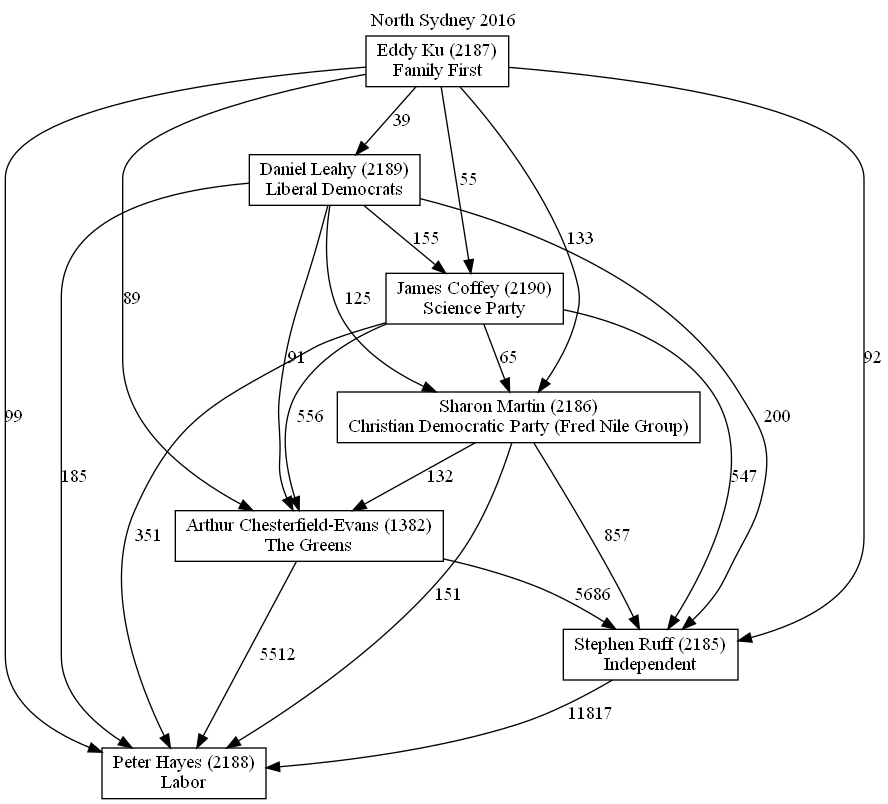 North Sydney 2016
Eddy Ku (2187)
Family First
39
Daniel Leahy (2189)
Liberal Democrats
55
133
155
James Coffey (2190)
Science Party
89
125
91
65
92
Sharon Martin (2186)
Christian Democratic Party (Fred Nile Group)
99
556
200
185
132
547
Arthur Chesterfield-Evans (1382)
The Greens
351
857
151
5686
Stephen Ruff (2185)
Independent
5512
11817
Peter Hayes (2188)
Labor